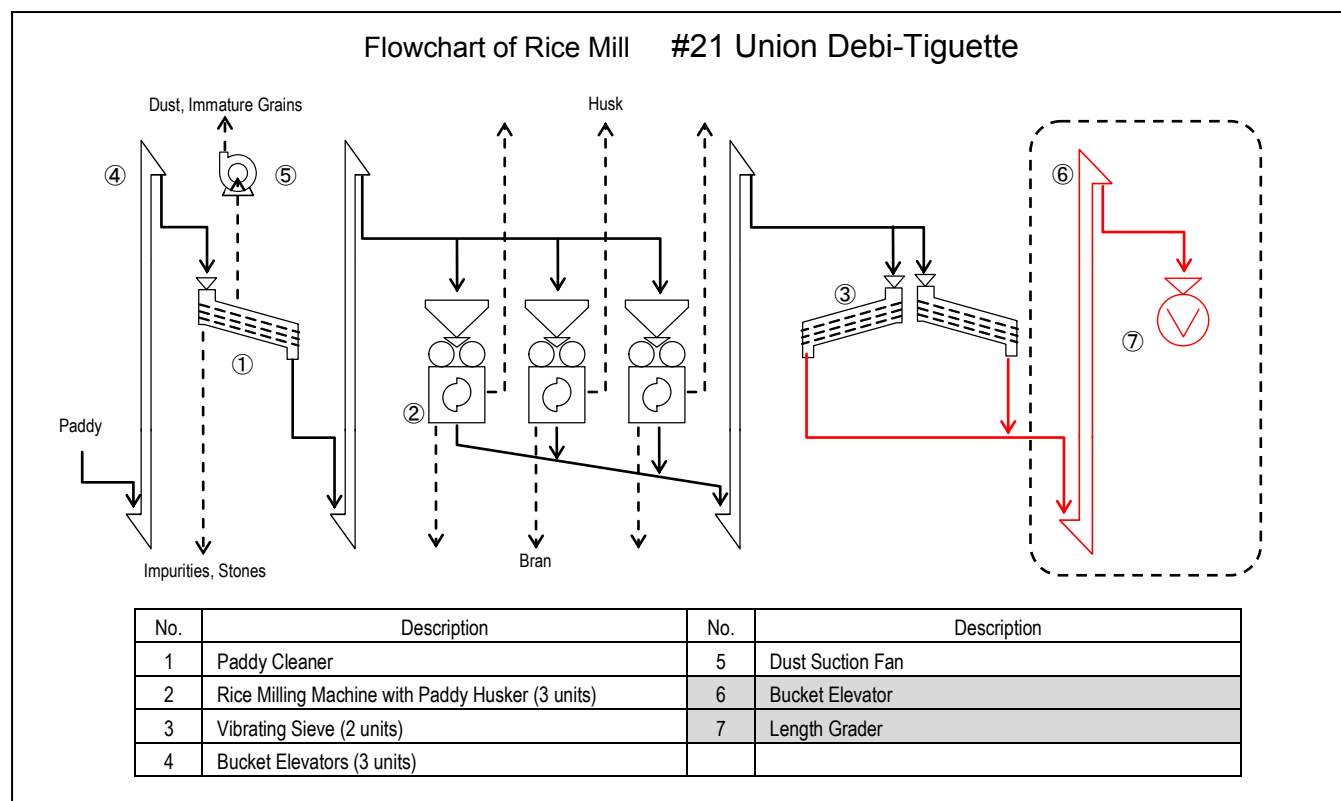 Flowchart of Rice Mill #21 Union Debi-Tiguette
Dust, Immature Grains
Husk
④
⑤
⑥
③
①
⑦
②
Paddy
Impurities, Stones
Bran
No. Description No. Description
1 Paddy Cleaner 5 Dust Suction Fan
2 Rice Milling Machine with Paddy Husker (3 units) 6 Bucket Elevator
3 Vibrating Sieve (2 units) 7 Length Grader
4 Bucket Elevators (3 units)